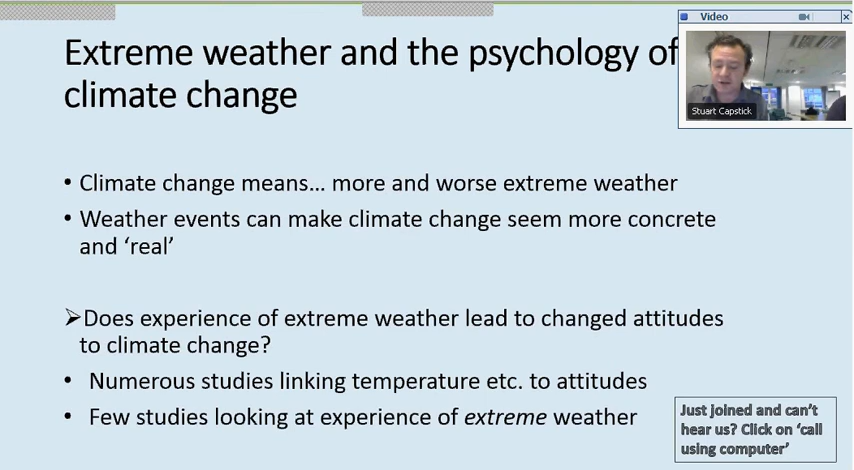 Extreme weather and the psychology of
climate change
Video
Stuart Capstick
• Climate change means... more and worse extreme weather
• Weather events can make climate change seem more concrete
and ‘real’
➢Does experience of extreme weather lead to changed attitudes
to climate change?
• Numerous studies linking temperature etc. to attitudes
• Few studies looking at experience of extreme weather
Just joined and can’t
hear us? Click on ‘call
using computer’